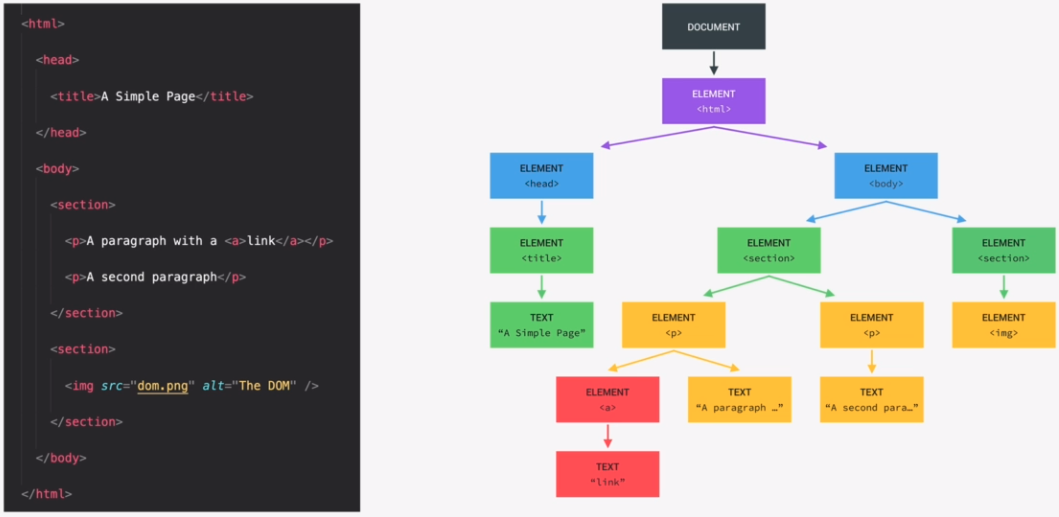 <html>
<head>
<title>A Simple Page</title>
</head>
<body>
<section>
<p>A paragraph with a <a>link</a></p>
<p>A second paragraph</p>
</section>
<section>
<img src="dom.png" alt="The DOM" />
</section>
</body>
</html>
DOCUMENT
ELEMENT
<html>
ELEMENT
<head>
ELEMENT
<body>
ELEMENT
<title>
ELEMENT
<section>
ELEMENT
<section>
TEXT
“A Simple Page”
ELEMENT
<p>
ELEMENT
<p>
ELEMENT
<img>
ELEMENT
<a>
TEXT
“A paragraph …”
TEXT
“A second para…”
TEXT
“link”